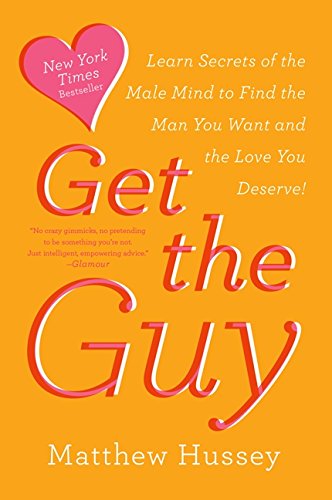 New York
Times
Bestseller
Learn Secrets of the
Male Mind to Find the
Man You Want and
the Love You
Deserve!
Get
the
Guy
"No crazy gimmicks, no pretending
to be something you're not.
Just intelligent, empowering advice."
—Glamour
Matthew Hussey